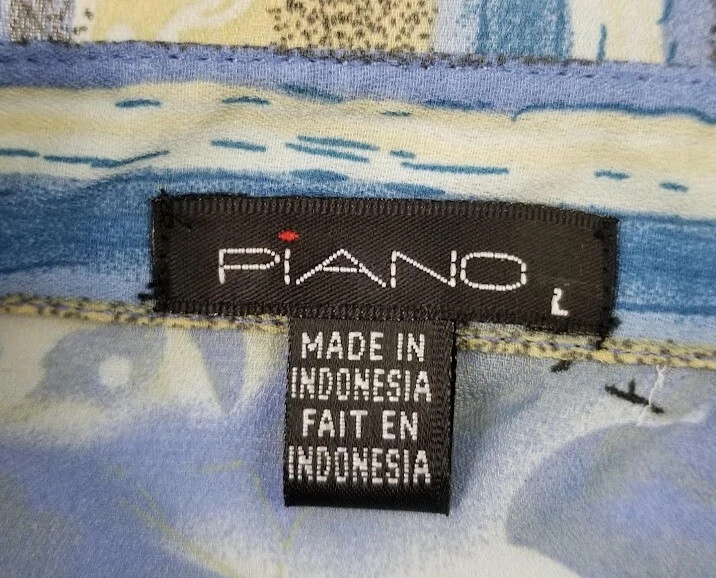 PiANO L
MADE IN
INDONESIA
FAIT EN
INDONESIA